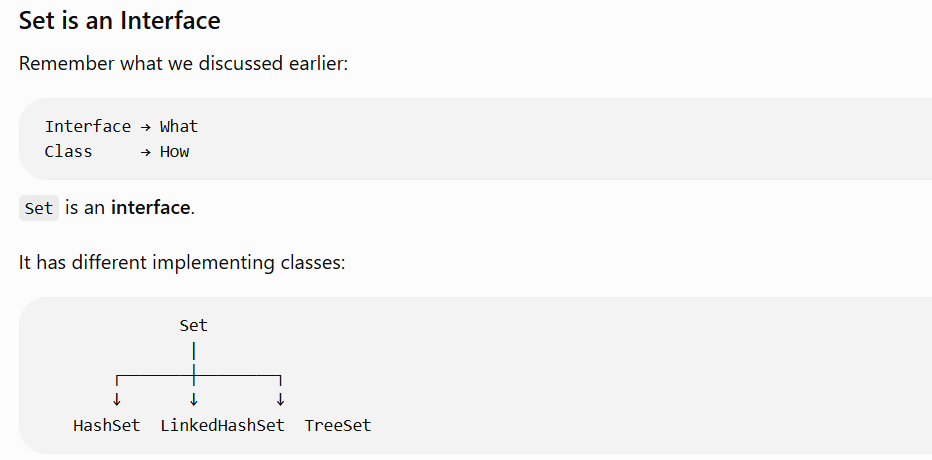 Set is an Interface
Remember what we discussed earlier:
Interface → What
Class     → How
Set is an interface.
It has different implementing classes:
Set
HashSet  LinkedHashSet  TreeSet